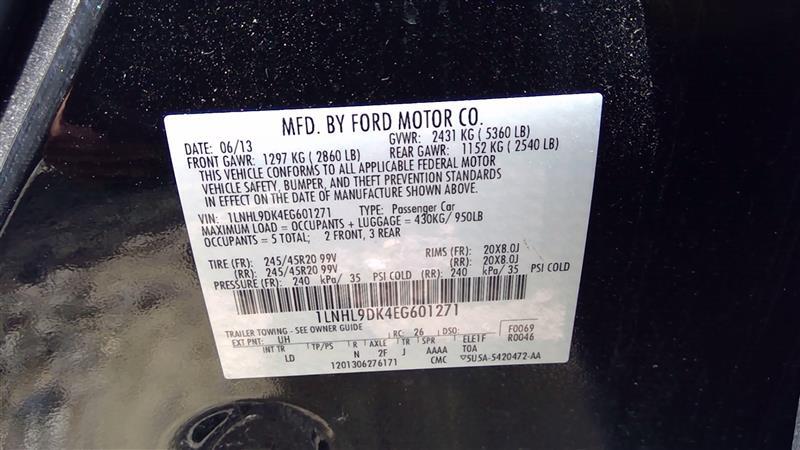 MFD. BY FORD MOTOR CO.
DATE: 06/13 GVWR: 2431 KG ( 5360 LB)
FRONT GAWR: 1297 KG ( 2860 LB) REAR GAWR: 1152 KG ( 2540 LB)
THIS VEHICLE CONFORMS TO ALL APPLICABLE FEDERAL MOTOR
VEHICLE SAFETY, BUMPER, AND THEFT PREVENTION STANDARDS
IN EFFECT ON THE DATE OF MANUFACTURE SHOWN ABOVE.
VIN: 1LNHL9DK4EG601271 TYPE: Passenger Car
MAXIMUM LOAD = OCCUPANTS + LUGGAGE = 430KG/ 950LB
OCCUPANTS = 5 TOTAL; 2 FRONT, 3 REAR
TIRE (FR): 245/45R20 99V RIMS (FR): 20X8.0J
(RR): 245/45R20 99V (RR): 20X8.0J
PRESSURE (FR): 240 kPa/ 35 PSI COLD (RR): 240 kPa/ 35 PSI COLD
1LNHL9DK4EG601271
TRAILER TOWING - SEE OWNER GUIDE
EXT PNT: UH RC: 26 DSO: F0069
INT TR TP/PS R AXLE TR SPR ELE1F R0046
LD N 2F J AAAA TOA
1201306276171 CMC ▽5U5A-5420472-AA